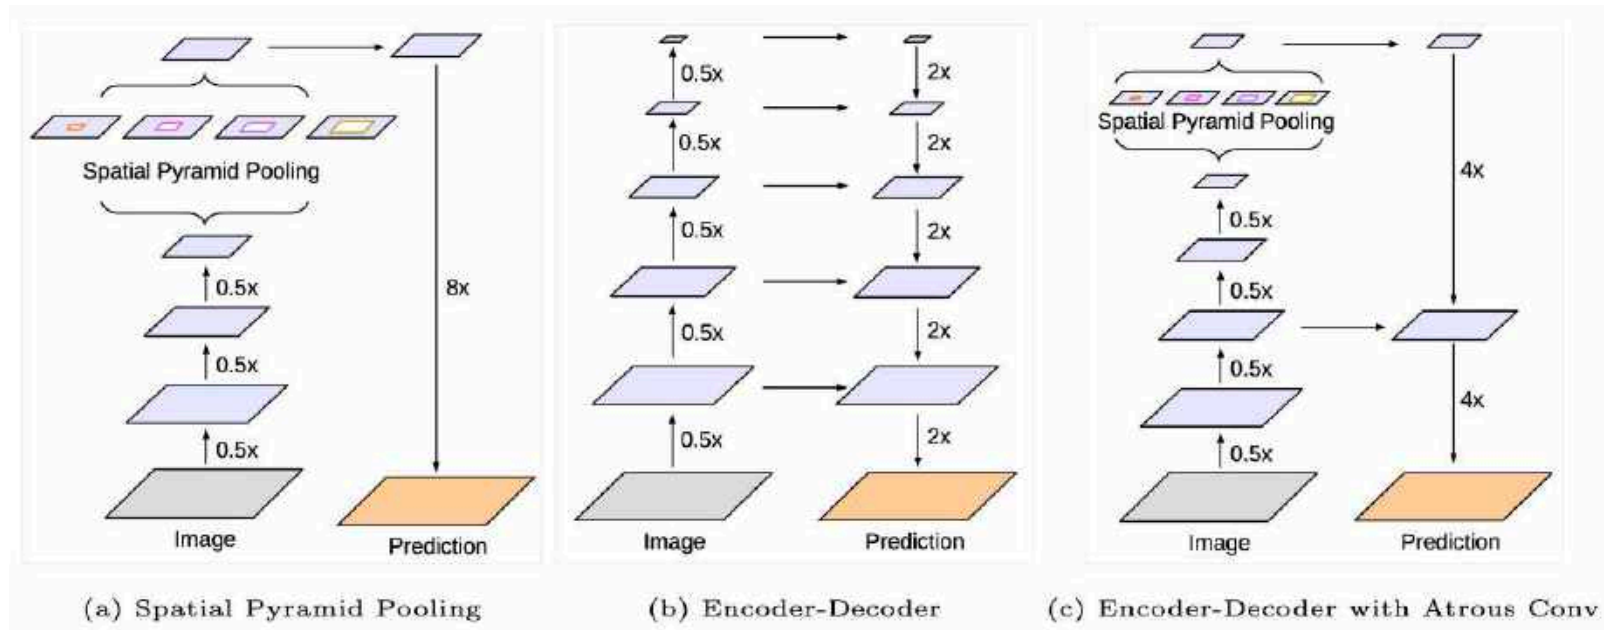 Spatial Pyramid Pooling
0.5x
0.5x
0.5x
8x
Image
Prediction
(a) Spatial Pyramid Pooling
0.5x
2x
0.5x
2x
0.5x
2x
0.5x
2x
0.5x
2x
Image
Prediction
(b) Encoder-Decoder
Spatial Pyramid Pooling
4x
0.5x
0.5x
0.5x
4x
0.5x
Image
Prediction
(c) Encoder-Decoder with Atrous Conv